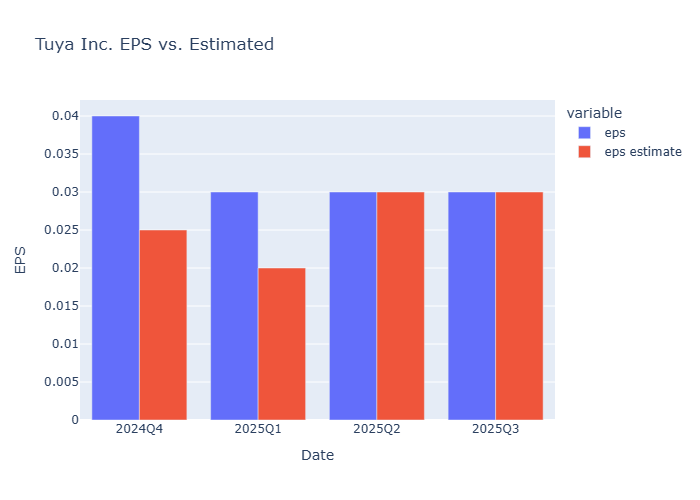 Tuya Inc. EPS vs. Estimated
variable
eps
eps estimate
EPS
0.04
0.035
0.03
0.025
0.02
0.015
0.01
0.005
0
2024Q4 2025Q1 2025Q2 2025Q3
Date